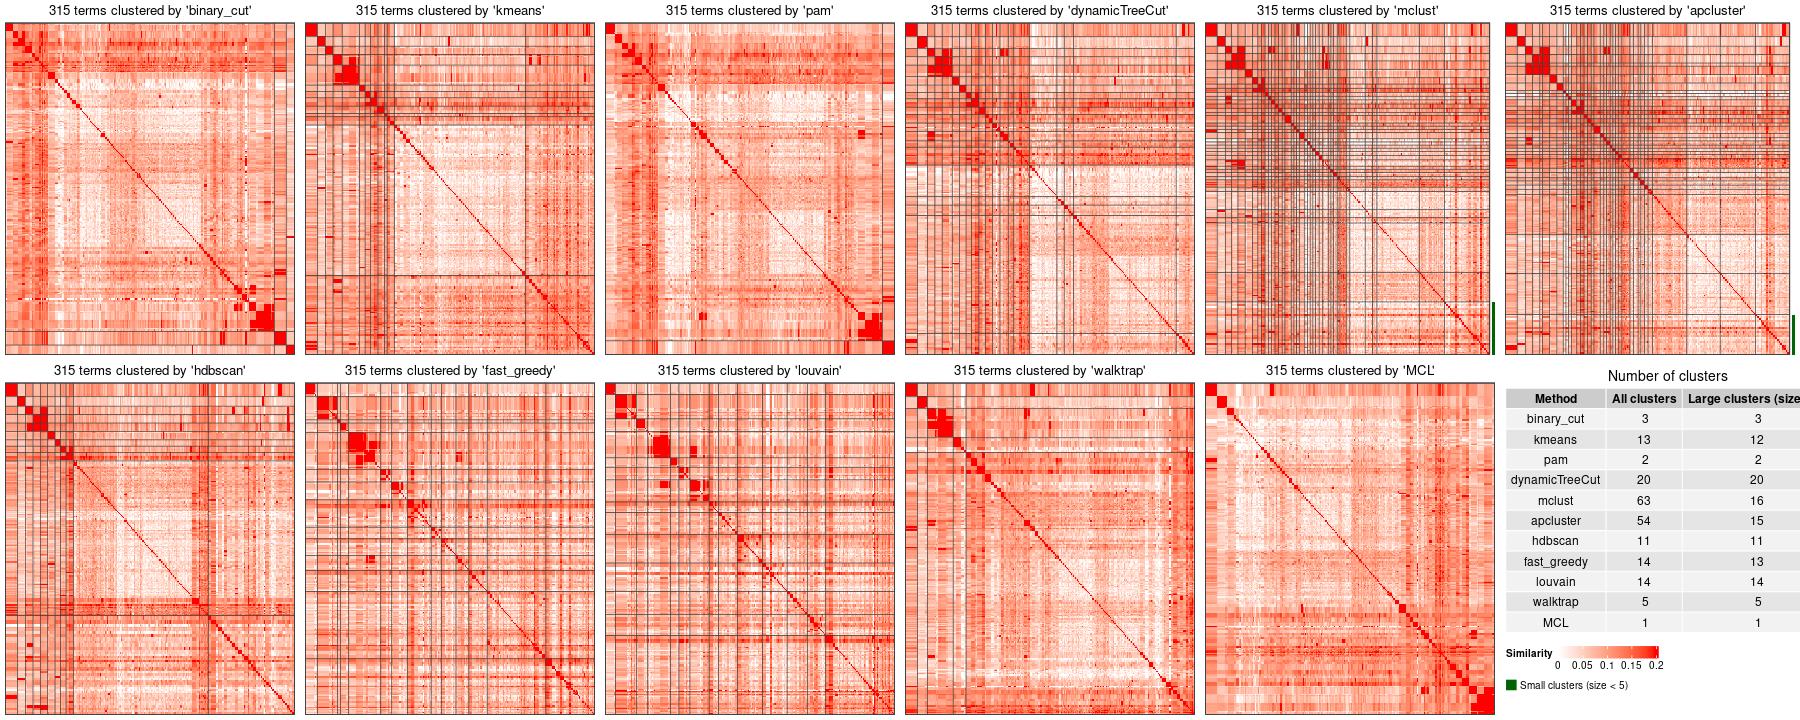 315 terms clustered by 'binary_cut'
315 terms clustered by 'kmeans'
315 terms clustered by 'pam'
315 terms clustered by 'dynamicTreeCut'
315 terms clustered by 'mclust'
315 terms clustered by 'apcluster'
315 terms clustered by 'hdbscan'
315 terms clustered by 'fast_greedy'
315 terms clustered by 'louvain'
315 terms clustered by 'walktrap'
315 terms clustered by 'MCL'
Number of clusters
Method All clusters Large clusters (size
binary_cut 3 3
kmeans 13 12
pam 2 2
dynamicTreeCut 20 20
mclust 63 16
apcluster 54 15
hdbscan 11 11
fast_greedy 14 13
louvain 14 14
walktrap 5 5
MCL 1 1
Similarity
0 0.05 0.1 0.15 0.2
Small clusters (size < 5)